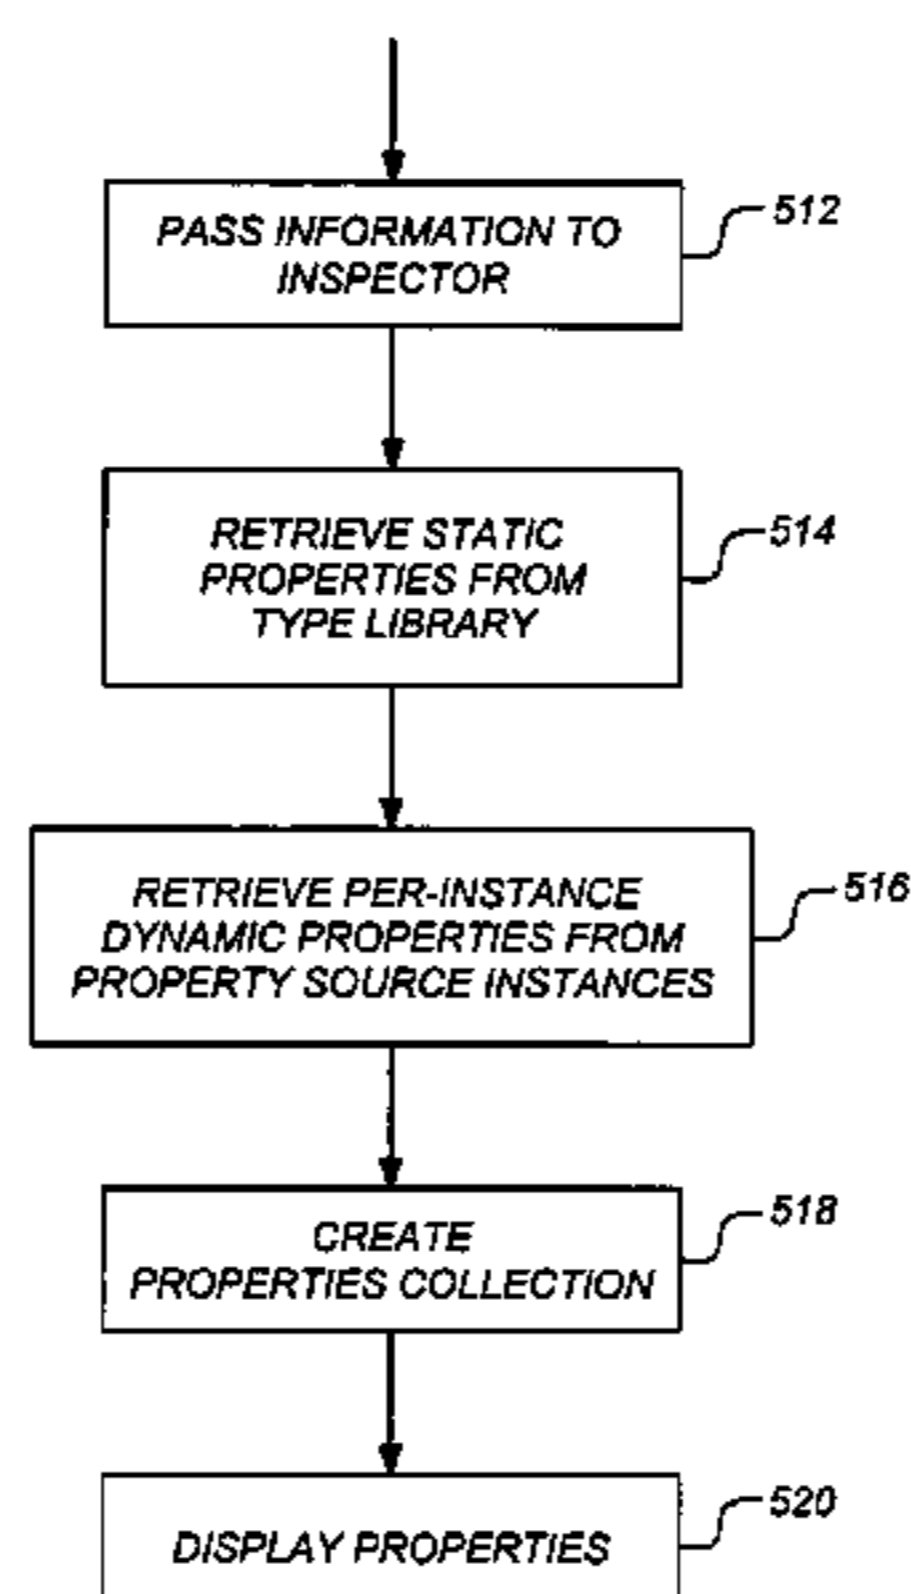 PASS INFORMATION TO
INSPECTOR
512
RETRIEVE STATIC
PROPERTIES FROM
TYPE LIBRARY
514
RETRIEVE PER-INSTANCE
DYNAMIC PROPERTIES FROM
PROPERTY SOURCE INSTANCES
516
CREATE
PROPERTIES COLLECTION
518
DISPLAY PROPERTIES
520